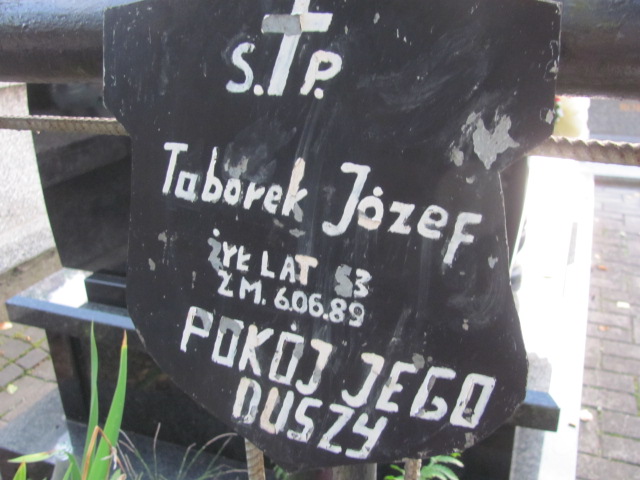 S. P.
Taborek Józef
ŻYŁ LAT 53
ZM. 6.06.89
POKÓJ JEGO
DUSZY